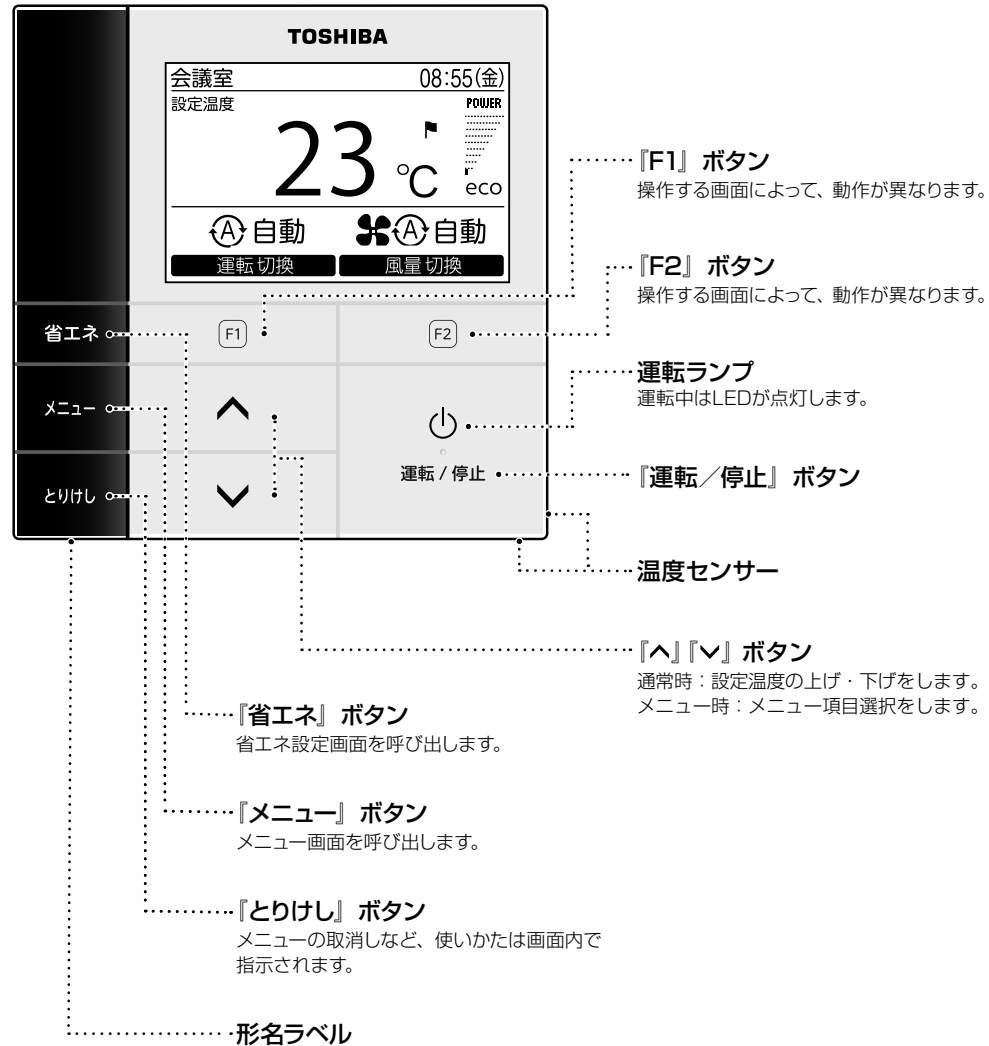 TOSHIBA
会議室 08:55(金)
設定温度 POWER
23 ℃ eco
Ⓐ 自動 Ⓐ 自動
運転切換 風量切換
省エネ F1 F2
メニュー
運転 / 停止
とりけし
『F1』 ボタン
操作する画面によって、動作が異なります。
『F2』 ボタン
操作する画面によって、動作が異なります。
運転ランプ
運転中はLEDが点灯します。
『運転／停止』 ボタン
温度センサー
『∧』『∨』 ボタン
通常時：設定温度の上げ・下げをします。
メニュー時：メニュー項目選択をします。
『省エネ』 ボタン
省エネ設定画面を呼び出します。
『メニュー』 ボタン
メニュー画面を呼び出します。
『とりけし』 ボタン
メニューの取消しなど、使いかたは画面内で
指示されます。
形名ラベル